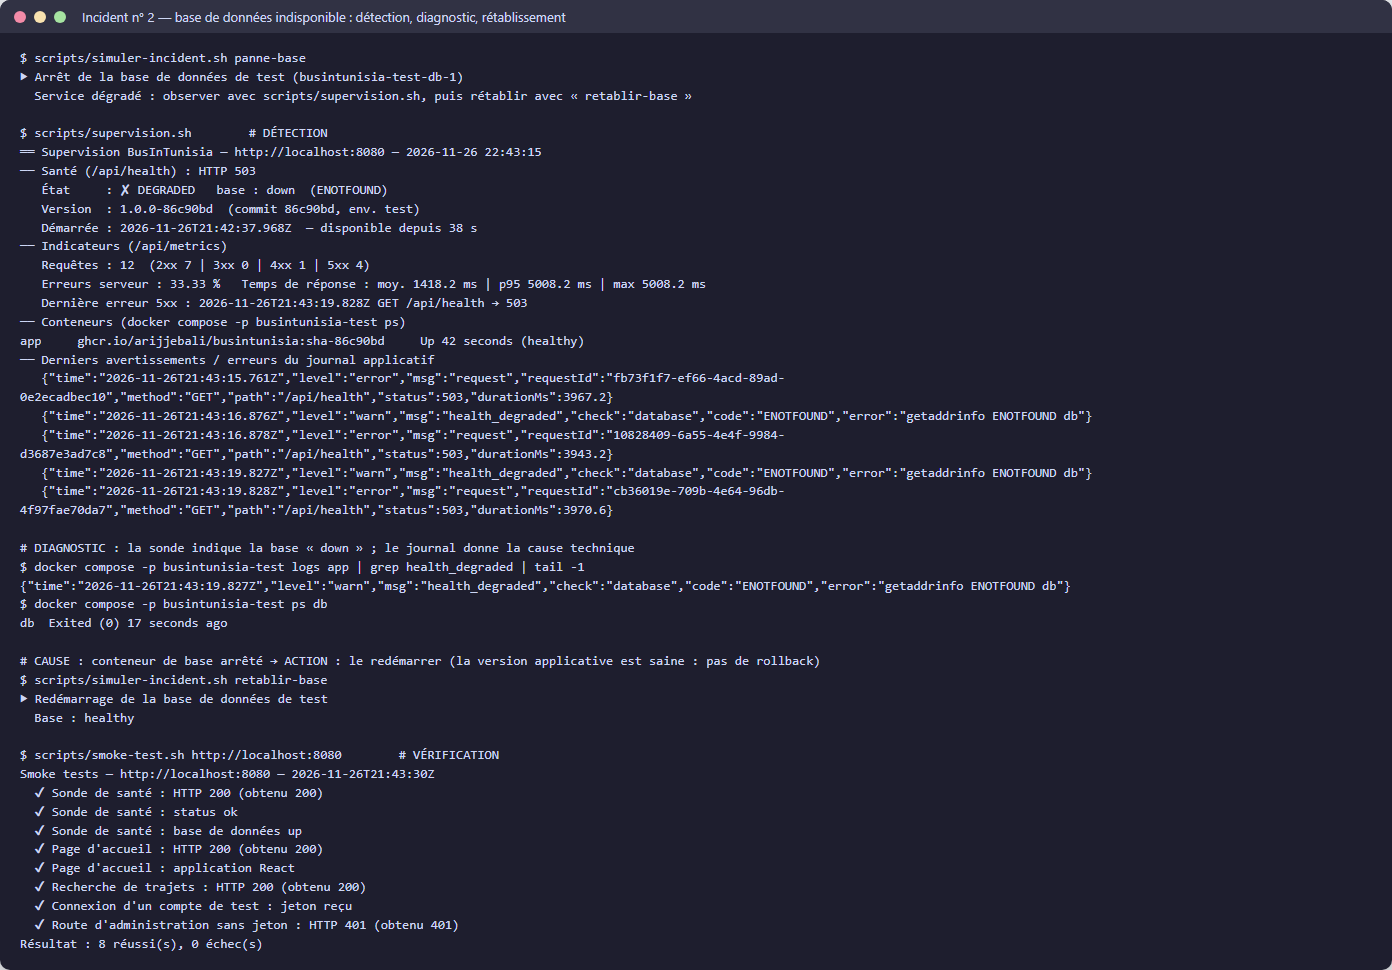 Incident n° 2 — base de données indisponible : détection, diagnostic, rétablissement
$ scripts/simuler-incident.sh panne-base
▶ Arrêt de la base de données de test (busintunisia-test-db-1)
Service dégradé : observer avec scripts/supervision.sh, puis rétablir avec « retablir-base »
$ scripts/supervision.sh        # DÉTECTION
══ Supervision BusInTunisia — http://localhost:8080 — 2026-11-26 22:43:15
── Santé (/api/health) : HTTP 503
État     : ✗ DEGRADED   base : down  (ENOTFOUND)
Version  : 1.0.0-86c90bd  (commit 86c90bd, env. test)
Démarrée : 2026-11-26T21:42:37.968Z  — disponible depuis 38 s
── Indicateurs (/api/metrics)
Requêtes : 12  (2xx 7 | 3xx 0 | 4xx 1 | 5xx 4)
Erreurs serveur : 33.33 %   Temps de réponse : moy. 1418.2 ms | p95 5008.2 ms | max 5008.2 ms
Dernière erreur 5xx : 2026-11-26T21:43:19.828Z GET /api/health → 503
── Conteneurs (docker compose -p busintunisia-test ps)
app     ghcr.io/arijjebali/busintunisia:sha-86c90bd     Up 42 seconds (healthy)
── Derniers avertissements / erreurs du journal applicatif
{"time":"2026-11-26T21:43:15.761Z","level":"error","msg":"request","requestId":"fb73f1f7-ef66-4acd-89ad-
0e2ecadbec10","method":"GET","path":"/api/health","status":503,"durationMs":3967.2}
{"time":"2026-11-26T21:43:16.876Z","level":"warn","msg":"health_degraded","check":"database","code":"ENOTFOUND","error":"getaddrinfo ENOTFOUND db"}
{"time":"2026-11-26T21:43:16.878Z","level":"error","msg":"request","requestId":"10828409-6a55-4e4f-9984-
d3687e3ad7c8","method":"GET","path":"/api/health","status":503,"durationMs":3943.2}
{"time":"2026-11-26T21:43:19.827Z","level":"warn","msg":"health_degraded","check":"database","code":"ENOTFOUND","error":"getaddrinfo ENOTFOUND db"}
{"time":"2026-11-26T21:43:19.828Z","level":"error","msg":"request","requestId":"cb36019e-709b-4e64-96db-
4f97fae70da7","method":"GET","path":"/api/health","status":503,"durationMs":3970.6}
# DIAGNOSTIC : la sonde indique la base « down » ; le journal donne la cause technique
$ docker compose -p busintunisia-test logs app | grep health_degraded | tail -1
{"time":"2026-11-26T21:43:19.827Z","level":"warn","msg":"health_degraded","check":"database","code":"ENOTFOUND","error":"getaddrinfo ENOTFOUND db"}
$ docker compose -p busintunisia-test ps db
db  Exited (0) 17 seconds ago
# CAUSE : conteneur de base arrêté → ACTION : le redémarrer (la version applicative est saine : pas de rollback)
$ scripts/simuler-incident.sh retablir-base
▶ Redémarrage de la base de données de test
Base : healthy
$ scripts/smoke-test.sh http://localhost:8080        # VÉRIFICATION
Smoke tests — http://localhost:8080 — 2026-11-26T21:43:30Z
✓ Sonde de santé : HTTP 200 (obtenu 200)
✓ Sonde de santé : status ok
✓ Sonde de santé : base de données up
✓ Page d'accueil : HTTP 200 (obtenu 200)
✓ Page d'accueil : application React
✓ Recherche de trajets : HTTP 200 (obtenu 200)
✓ Connexion d'un compte de test : jeton reçu
✓ Route d'administration sans jeton : HTTP 401 (obtenu 401)
Résultat : 8 réussi(s), 0 échec(s)